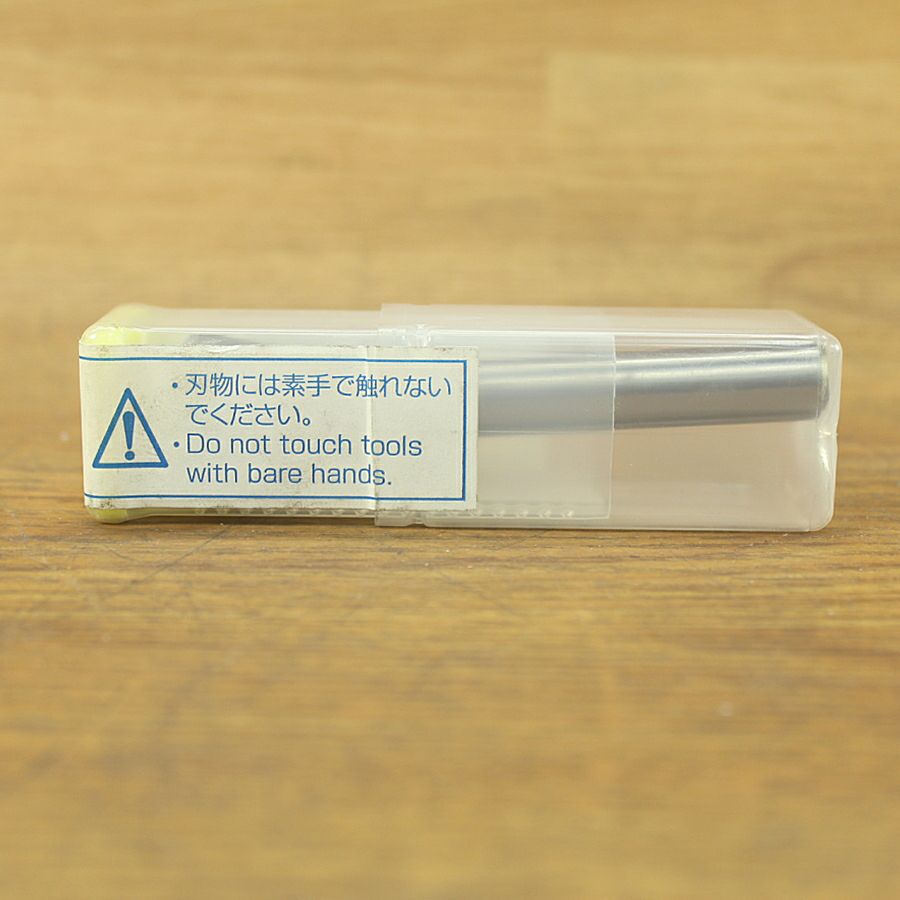 ・刃物には素手で触れない
でください。
・Do not touch tools
with bare hands.